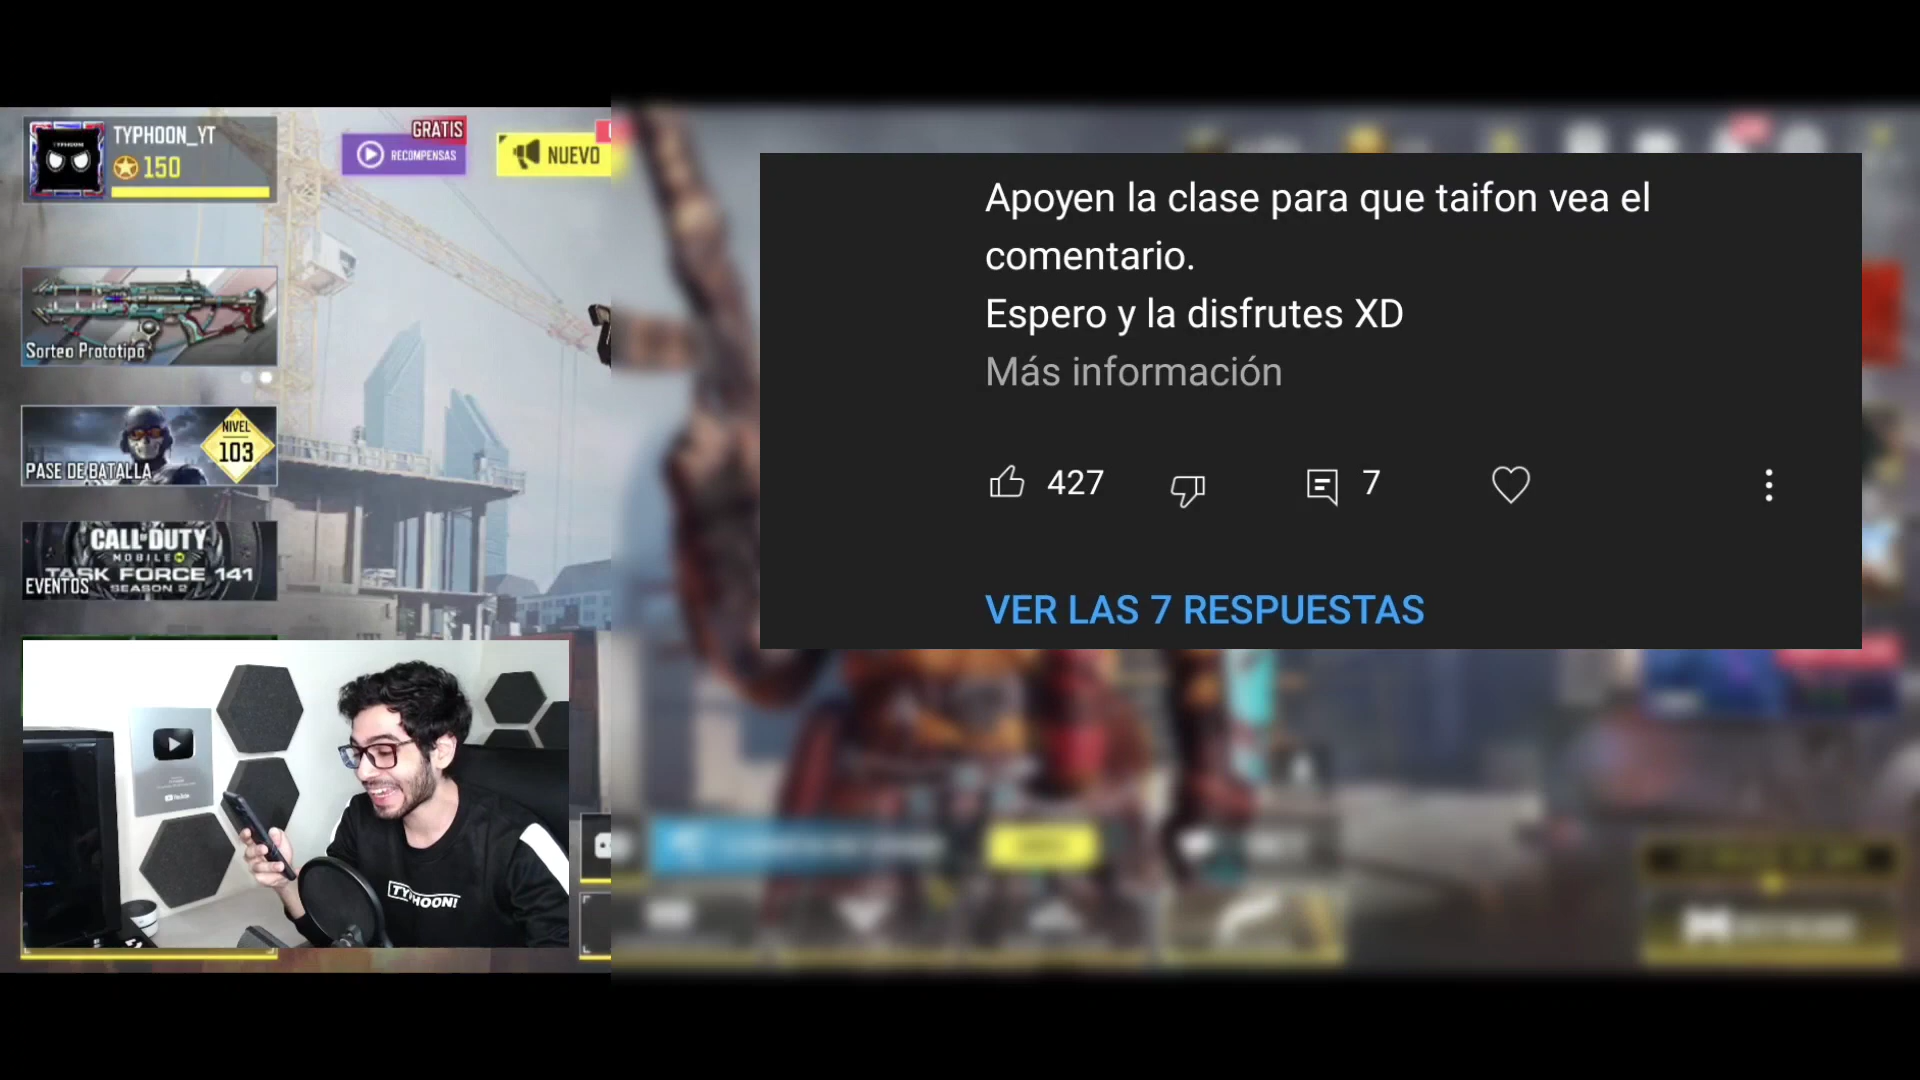 TYPHOON_YT
150
GRATIS
RECOMPENSAS
NUEVO
Sorteo Prototipo
PASE DE BATALLA
NIVEL
103
CALL OF DUTY
MOBILE
TASK FORCE 141
SEASON 2
EVENTOS
Apoyen la clase para que taifon vea el
comentario.
Espero y la disfrutes XD
Más información
427
7
VER LAS 7 RESPUESTAS
YouTube
TYPHOON!